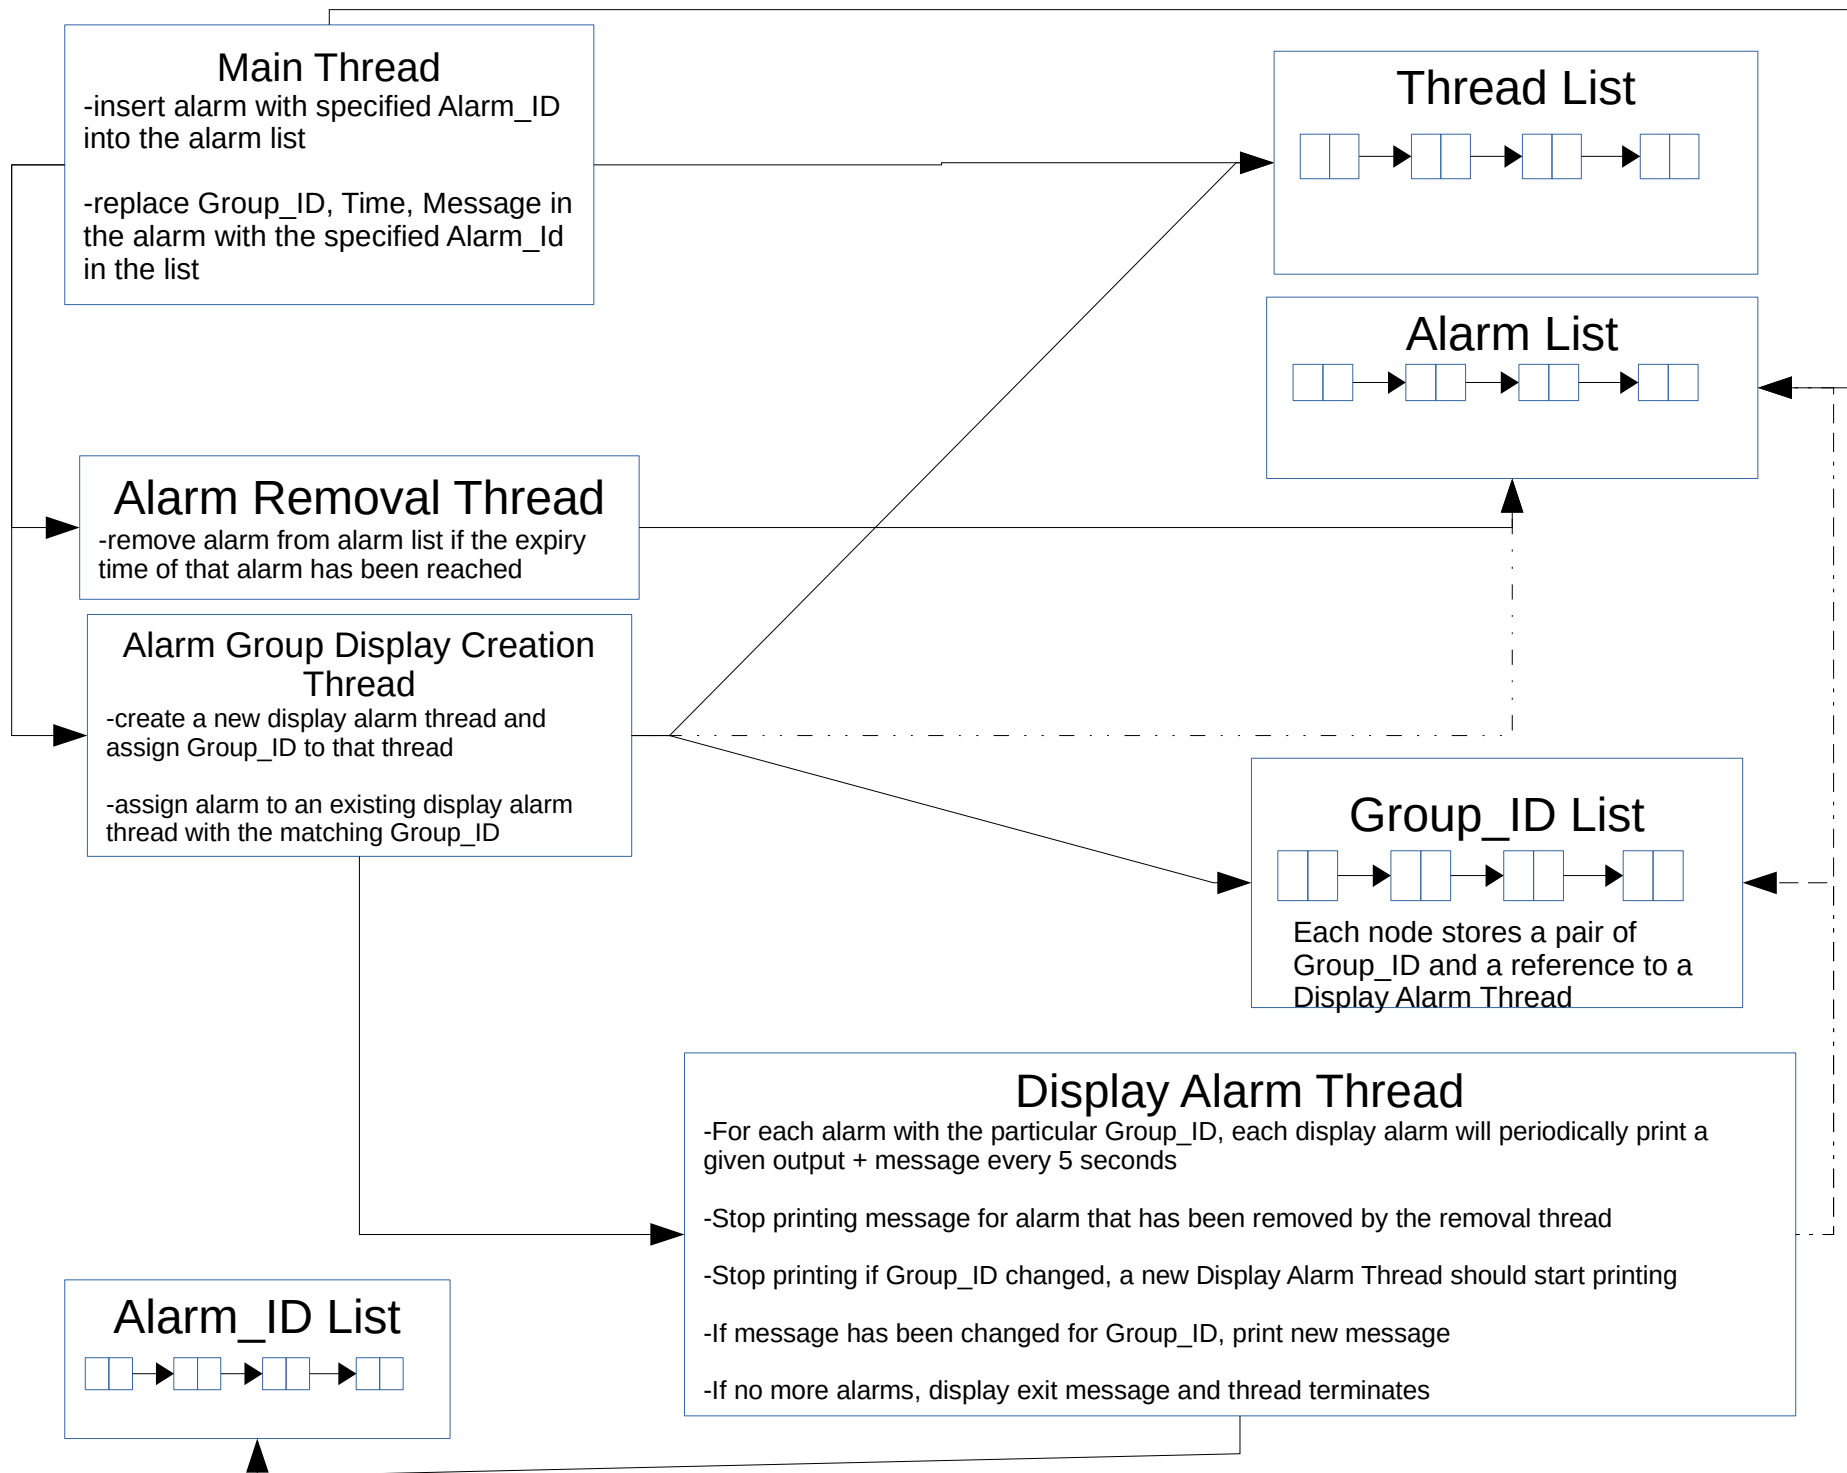 Main Thread
-insert alarm with specified Alarm_ID
into the alarm list
-replace Group_ID, Time, Message in
the alarm with the specified Alarm_Id
in the list
Thread List
Alarm List
Alarm Removal Thread
-remove alarm from alarm list if the expiry
time of that alarm has been reached
Alarm Group Display Creation
Thread
-create a new display alarm thread and
assign Group_ID to that thread
-assign alarm to an existing display alarm
thread with the matching Group_ID
Group_ID List
Each node stores a pair of
Group_ID and a reference to a
Display Alarm Thread
Display Alarm Thread
-For each alarm with the particular Group_ID, each display alarm will periodically print a
given output + message every 5 seconds
-Stop printing message for alarm that has been removed by the removal thread
-Stop printing if Group_ID changed, a new Display Alarm Thread should start printing
-If message has been changed for Group_ID, print new message
-If no more alarms, display exit message and thread terminates
Alarm_ID List